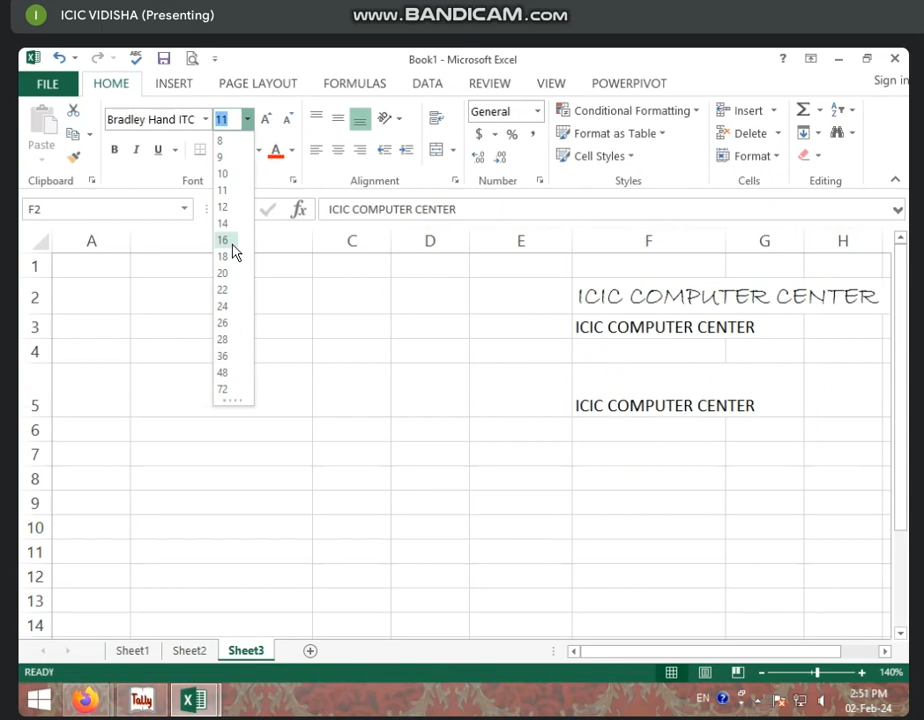 I ICIC VIDISHA (Presenting)
www.BANDICAM.com
Book1 - Microsoft Excel
FILE HOME INSERT PAGE LAYOUT FORMULAS DATA REVIEW VIEW POWERPIVOT Sign in
Paste
Bradley Hand ITC 11
B I U
General
$ % ,
Conditional Formatting
Format as Table
Cell Styles
Insert
Delete
Format
Clipboard Font Alignment Number Styles Cells Editing
8
9
10
11
12
14
16
18
20
22
24
26
28
36
48
72
F2 fx ICIC COMPUTER CENTER
A C D E F G H
1
2 ICIC COMPUTER CENTER
3 ICIC COMPUTER CENTER
4
5 ICIC COMPUTER CENTER
6
7
8
9
10
11
12
13
14
Sheet1 Sheet2 Sheet3
READY 140%
Tally EN 2:51 PM
02-Feb-24